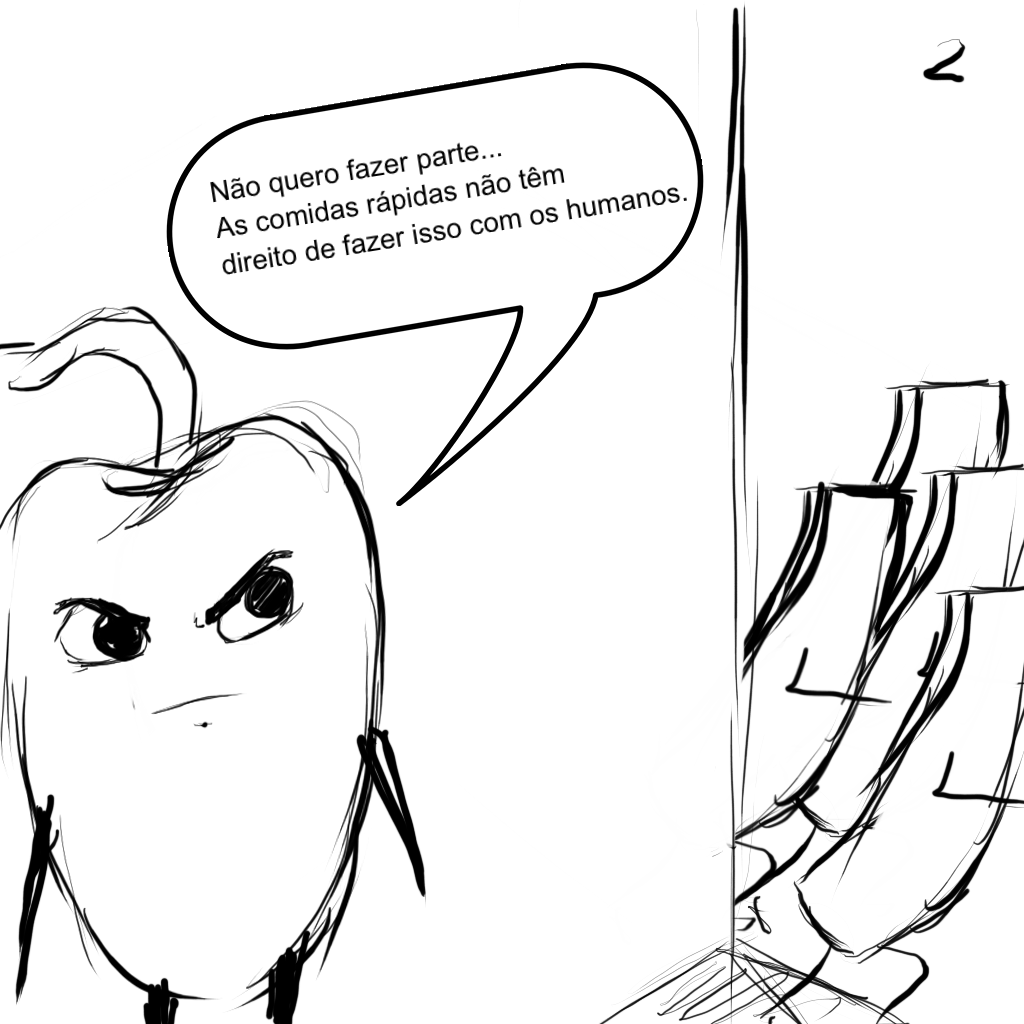 2
Não quero fazer parte...
As comidas rápidas não têm
direito de fazer isso com os humanos.